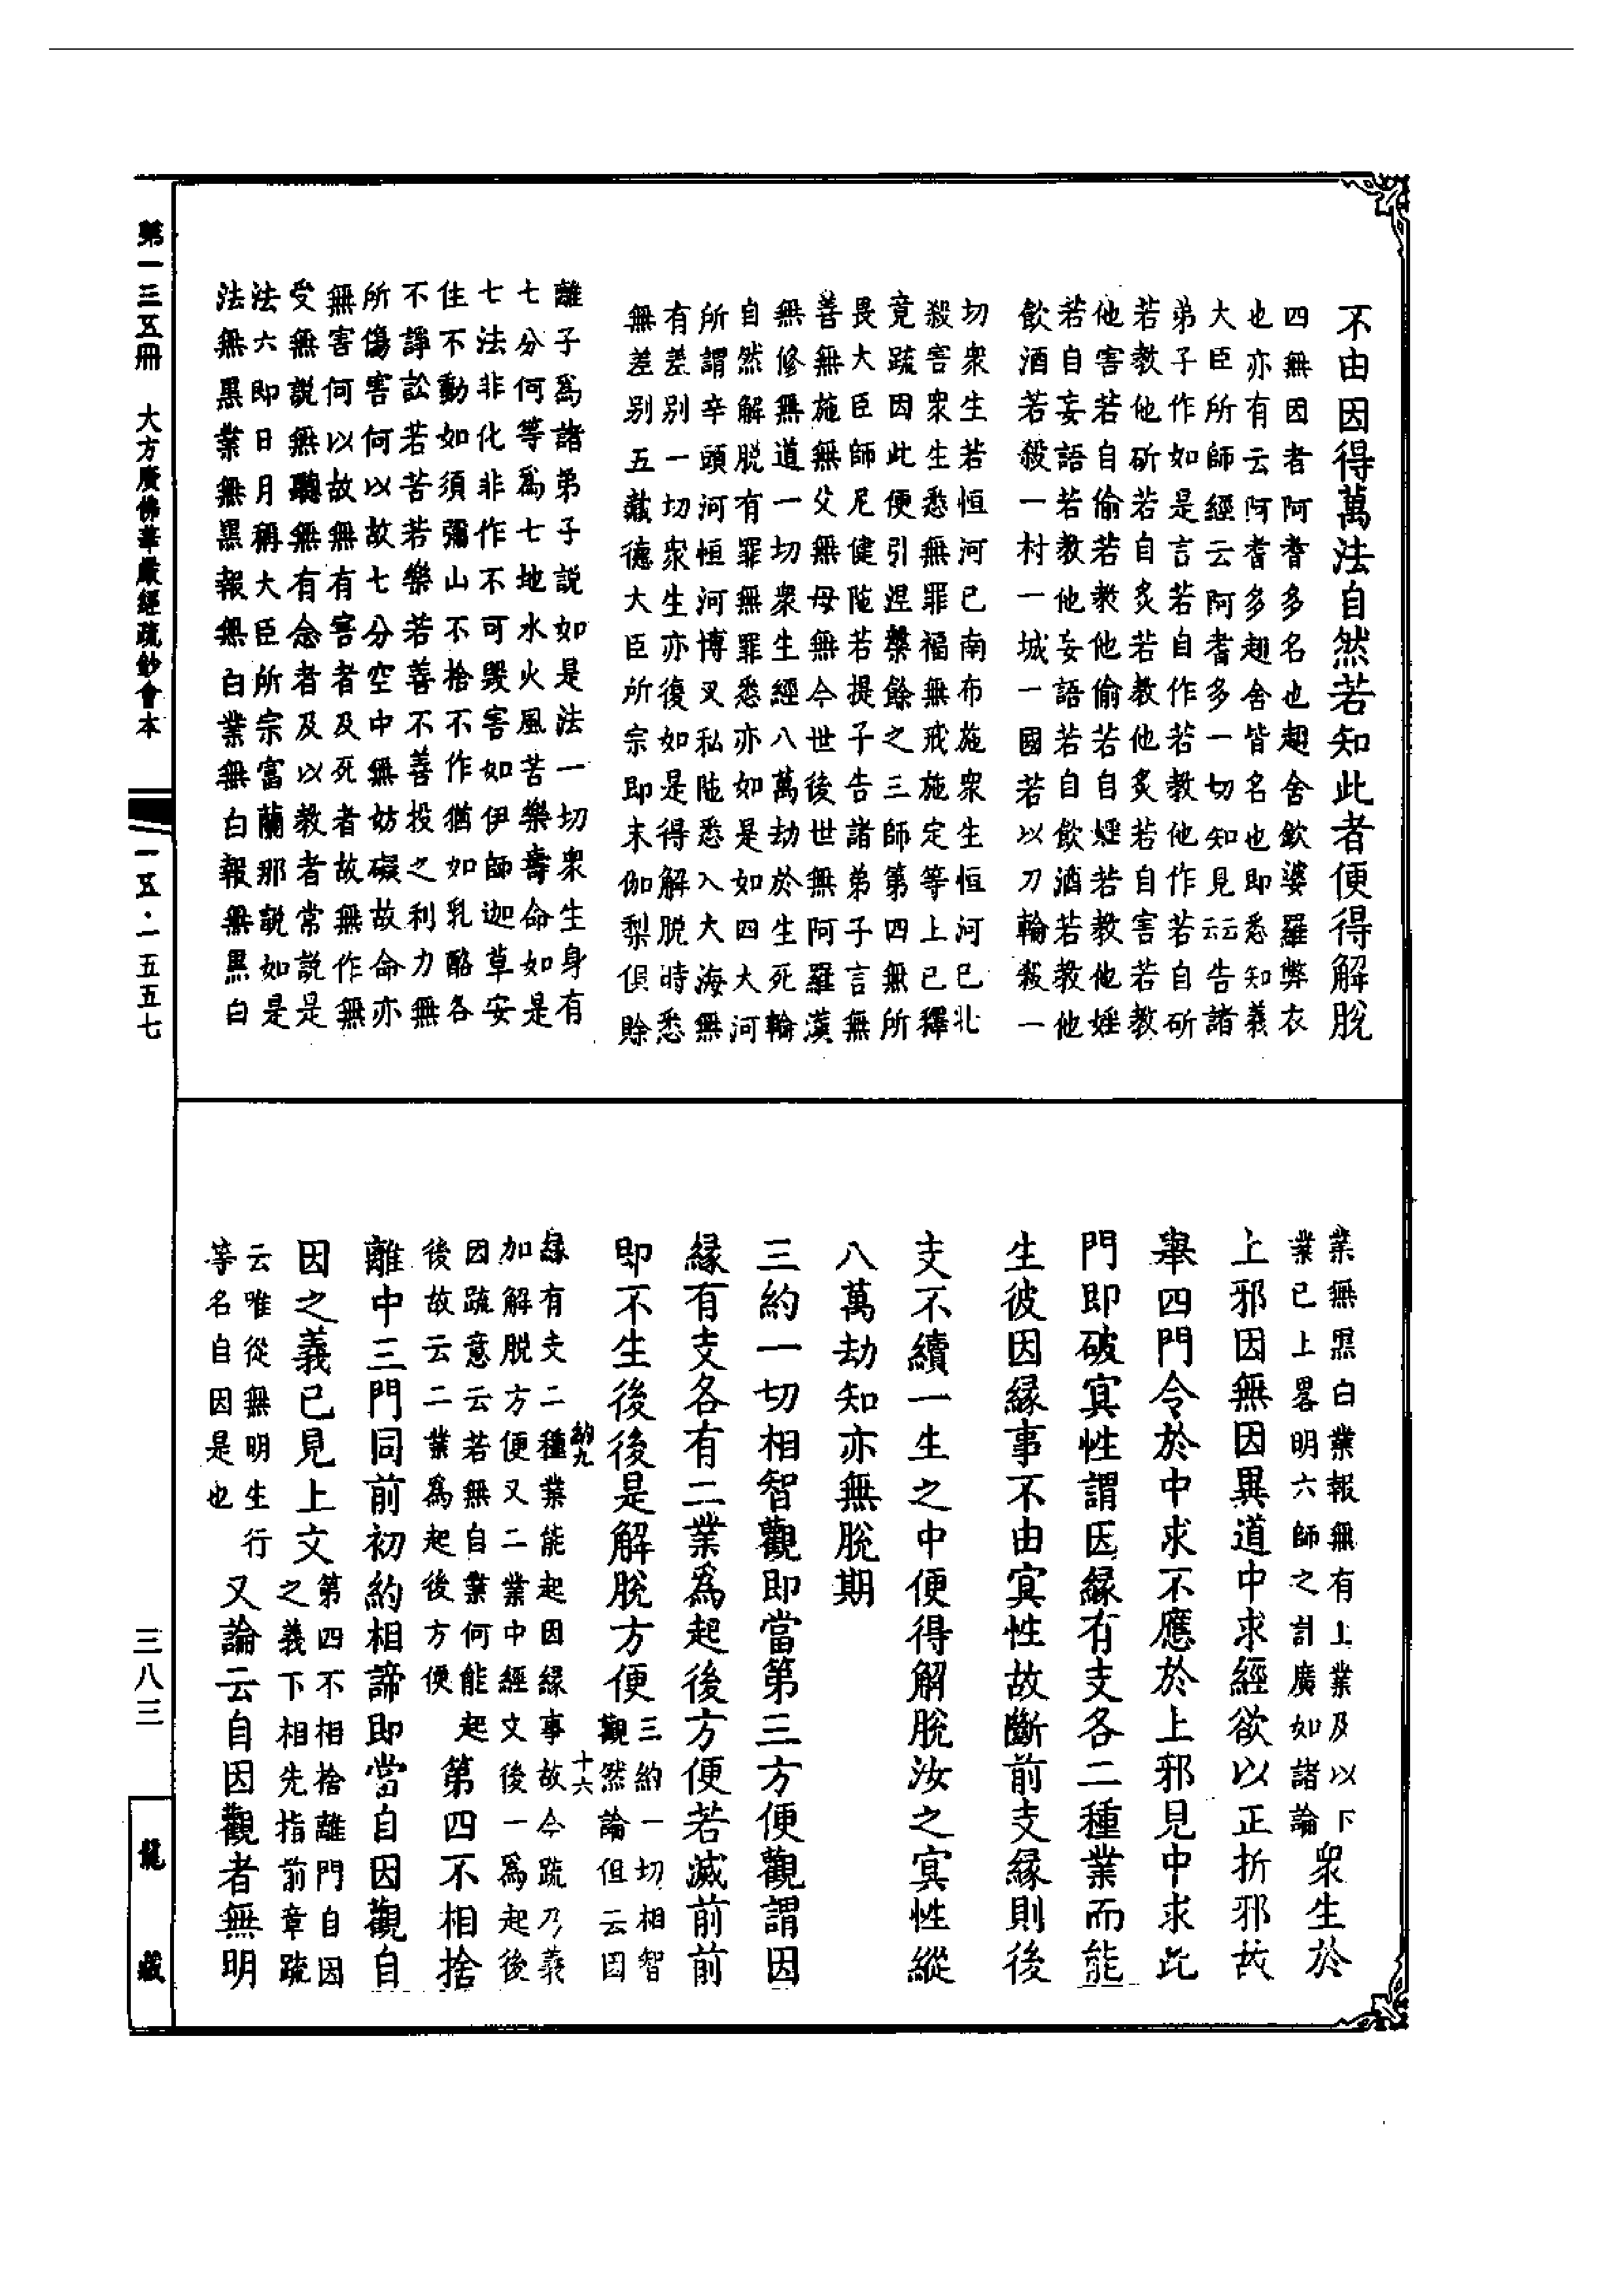 不由因得萬法自然若知此者便得解脫
四無因者阿耆多名也趐舍欽婆羅弊衣
也亦有云阿耆多趐舍皆名也即悉知義
大臣所師經云阿耆多一切知見云云告諸
弟子作如是言若自作若教他作若自斫
若教他斫若自炙若教他炙若自害若教
他害若自偷若教他偷若自婬若教他婬
若自妄語若教他妄語若自飲酒若教他
飲酒若殺一村一城一國若以刀輪殺一
切衆生若恒河已南布施衆生恒河已北
殺害衆生悉無罪福無戒施定等上已釋
竟疏因此便引涅槃餘之三師第四無所
畏大臣師尼健陁若提子告諸弟子言無
善無施無父無母無今世後世無阿羅漢
無修無道一切衆生經八萬劫於生死輪
自然解脫有罪無罪悉亦如是如四大河
所謂辛頭河恒河博叉私陁悉入大海無
有差別一切衆生亦復如是得解脫時悉
無差別五藏德大臣所宗即末伽梨俱賒
離子爲諸弟子説如是法一切衆生身有
七分何等爲七地水火風苦樂壽命如是
七法非化非作不可毀害如伊師迦草安
住不動如須彌山不捨不作猶如乳酪各
不諍訟若苦若樂若善不善投之利刀無
所傷害何以故七分空中無妨礙故命亦
無害何以故無有害者及死者故無作無
受無説無聽無有念者及以教者常説是
法六即日月稱大臣所宗富蘭那説如是
法無黑業無黑報無白業無白報無黑白
業無黑白業報無有上業及以下
業已上畧明六師之計廣如諸論
衆生於
上邪因無因異道中求經欲以正折邪故
舉四門令於中求不應於上邪見中求此
門即破冥性謂因緣有支各二種業而能
生彼因緣事不由冥性故斷前支緣則後
支不續一生之中便得解脫汝之冥性縱
八萬劫知亦無脫期
三約一切相智觀即當第三方便觀謂因
緣有支各有二業爲起後方便若滅前前
即不生後後是解脫方便
三約一切相智
觀然論但云因
緣有支二種業能起因緣事故今疏乃義
加解脫方便又二業中經文後一爲起後
因疏意云若無自業何能起
後故云二業爲起後方便
第四不相捨
離中三門同前初約相諦即當自因觀自
因之義已見上文
第四不相捨離門自因
之義下相先指前章疏
云唯從無明生行
等名自因是也
又論云自因觀者無明
納九
十六
第一三五冊 大方廣佛華嚴經疏鈔會本
一五·一五五七
三八三
龍藏